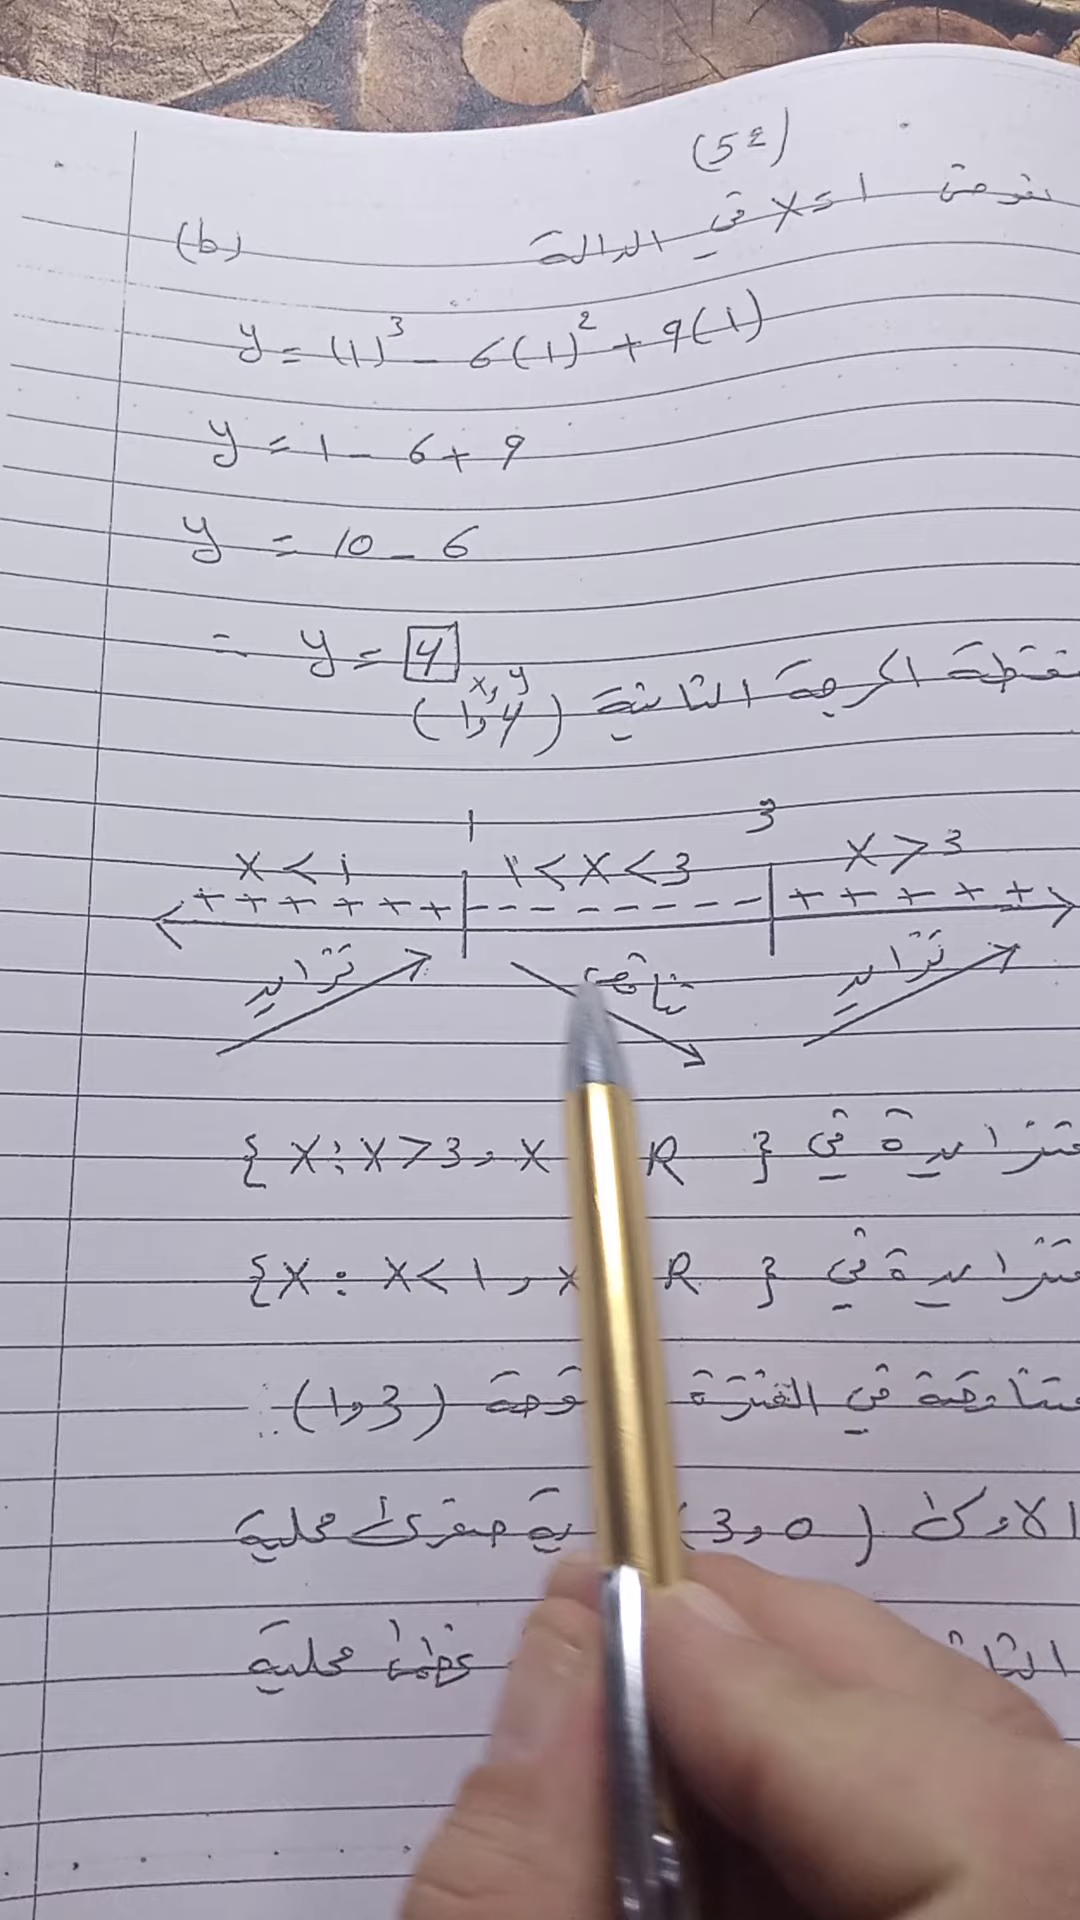 (52)
نعوض x = 1 في الدالة
(b)
y = (1)³ - 6(1)² + 9(1)
y = 1 - 6 + 9
y = 10 - 6
∴ y = 4
x, y
نقطة الحرجة الثانية (1,4)
1 3
x < 1 1 < x < 3 x > 3
+ + + + + + - - - - - - - + + + + +
تزايد تناقص تزايد
متزايدة في {x : x > 3, x R}
متزايدة في {x : x < 1, x R}
متناقصة في الفترة (1,3)
الاولى (3,0) صغرى محلية
عظمى محلية